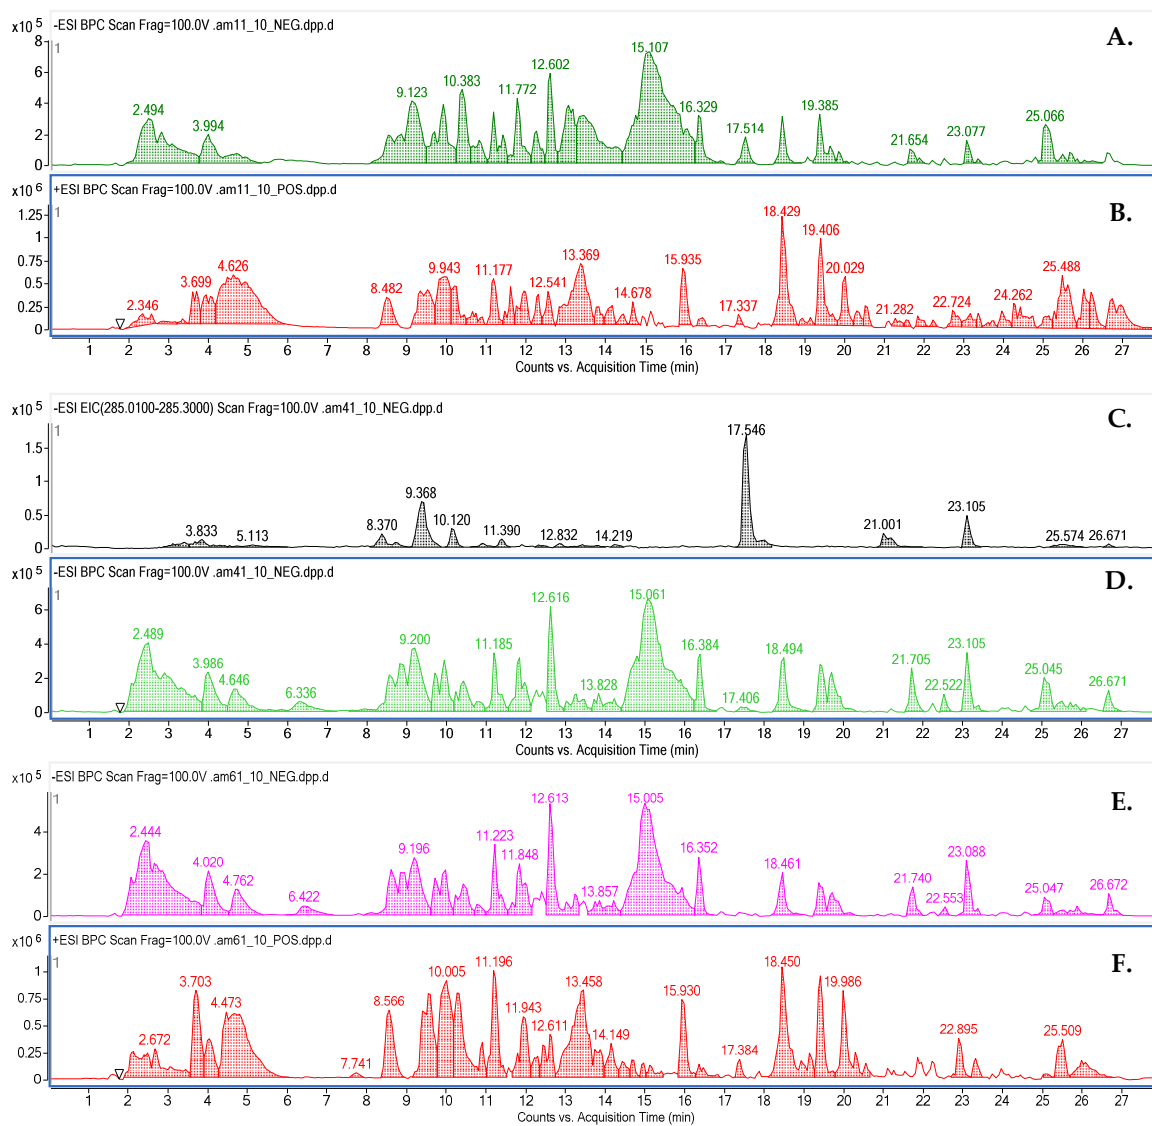 -ESI BPC Scan Frag=100.0V .am11_10_NEG.dpp.d
A.
x10 5
1
8
6
4
2
0
2.494 3.994 9.123 10.383 11.772 12.602 15.107 16.329 17.514 19.385 21.654 23.077 25.066
+ESI BPC Scan Frag=100.0V .am11_10_POS.dpp.d
B.
x10 6
1
1.25
1
0.75
0.5
0.25
0
2.346 3.699 4.626 8.482 9.943 11.177 12.541 13.369 14.678 15.935 17.337 18.429 19.406 20.029 21.282 22.724 24.262 25.488
1 2 3 4 5 6 7 8 9 10 11 12 13 14 15 16 17 18 19 20 21 22 23 24 25 26 27
Counts vs. Acquisition Time (min)
-ESI EIC(285.0100-285.3000) Scan Frag=100.0V .am41_10_NEG.dpp.d
C.
x10 5
1
1.5
1
0.5
0
3.833 5.113 8.370 9.368 10.120 11.390 12.832 14.219 17.546 21.001 23.105 25.574 26.671
-ESI BPC Scan Frag=100.0V .am41_10_NEG.dpp.d
D.
x10 5
1
6
4
2
0
2.489 3.986 4.646 6.336 9.200 11.185 12.616 13.828 15.061 16.384 17.406 18.494 21.705 22.522 23.105 25.045 26.671
1 2 3 4 5 6 7 8 9 10 11 12 13 14 15 16 17 18 19 20 21 22 23 24 25 26 27
Counts vs. Acquisition Time (min)
-ESI BPC Scan Frag=100.0V .am61_10_NEG.dpp.d
E.
x10 5
1
4
2
0
2.444 4.020 4.762 6.422 9.196 11.223 11.848 12.613 13.857 15.005 16.352 18.461 21.740 22.553 23.088 25.047 26.672
+ESI BPC Scan Frag=100.0V .am61_10_POS.dpp.d
F.
x10 6
1
1
0.75
0.5
0.25
0
2.672 3.703 4.473 7.741 8.566 10.005 11.196 11.943 12.611 13.458 14.149 15.930 17.384 18.450 19.986 22.895 25.509
1 2 3 4 5 6 7 8 9 10 11 12 13 14 15 16 17 18 19 20 21 22 23 24 25 26 27
Counts vs. Acquisition Time (min)